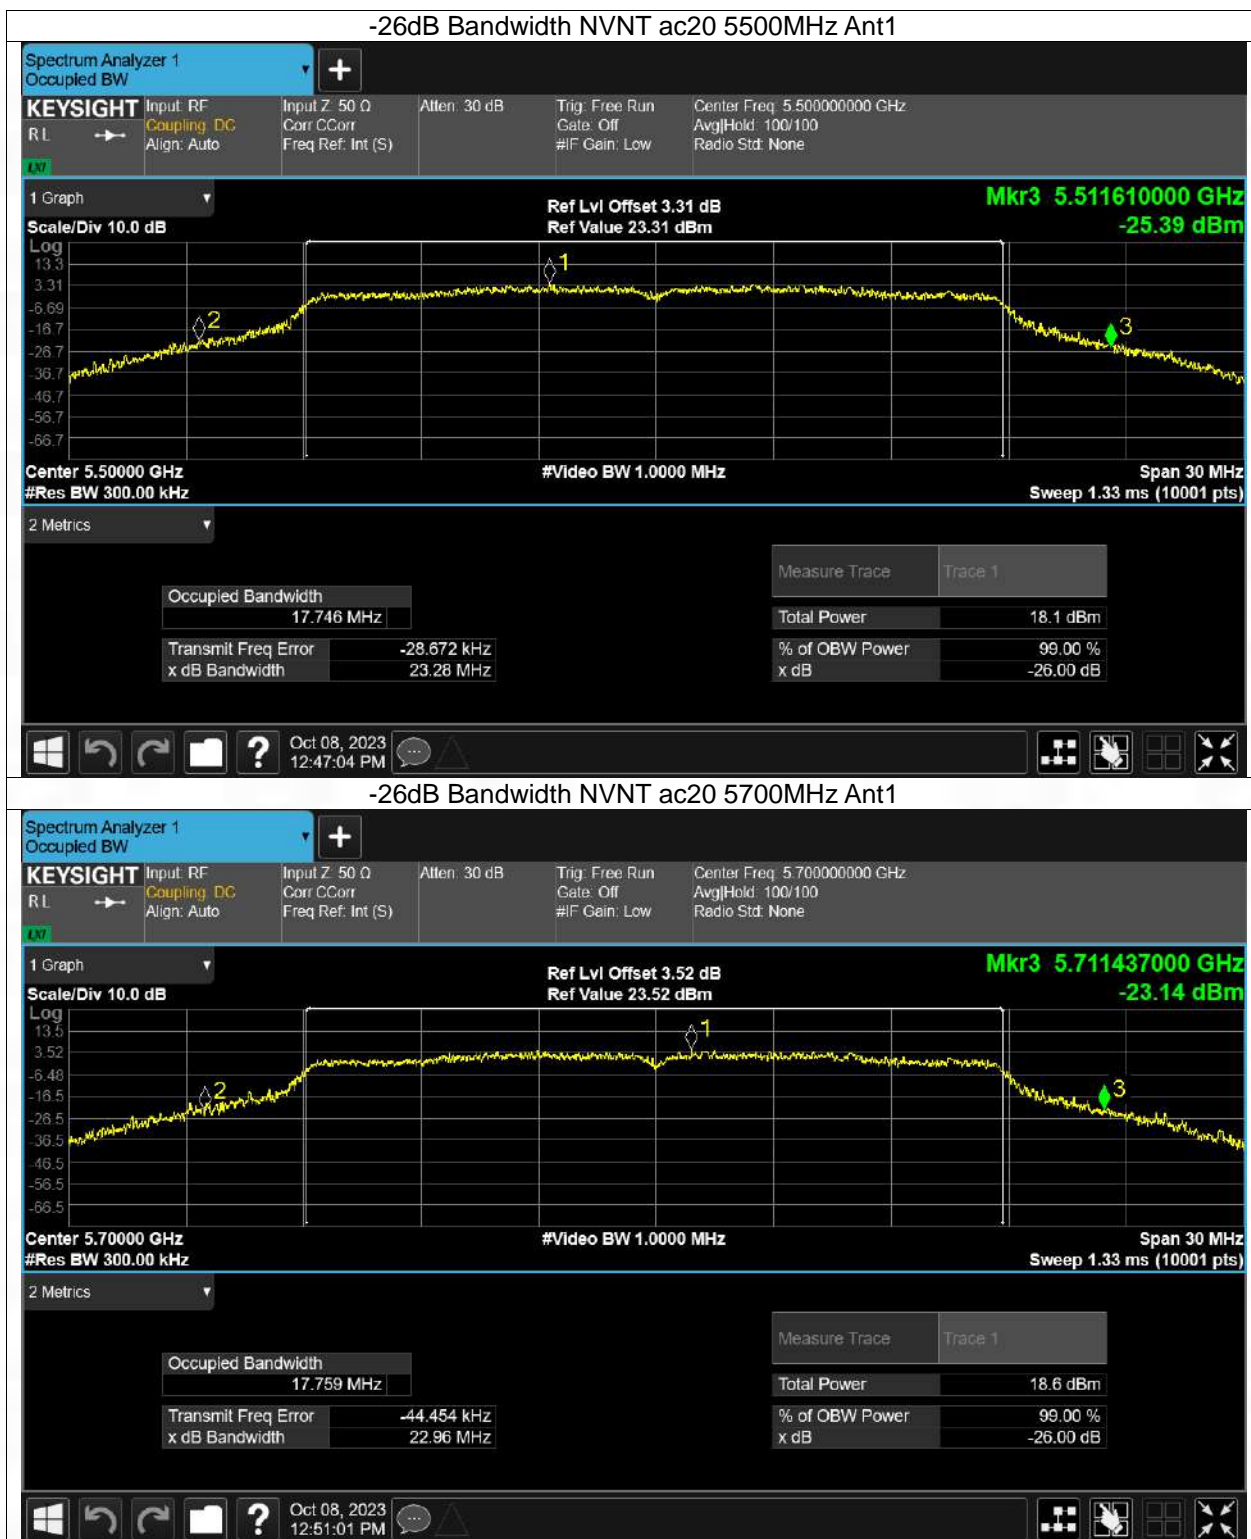 -26dB Bandwidth NVNT ac20 5500MHz Ant1
Spectrum Analyzer 1
Occupied BW
KEYSIGHT
RL
LXI
Input: RF
Coupling: DC
Align: Auto
Input Z: 50 Ω
Corr CCorr
Freq Ref: Int (S)
Atten: 30 dB
Trig: Free Run
Gate: Off
#IF Gain: Low
Center Freq: 5.500000000 GHz
Avg|Hold: 100/100
Radio Std: None
1 Graph
Scale/Div 10.0 dB
Ref Lvl Offset 3.31 dB
Ref Value 23.31 dBm
Mkr3 5.511610000 GHz
-25.39 dBm
Log
13.3
3.31
-6.69
-16.7
-26.7
-36.7
-46.7
-56.7
-66.7
1
2
3
Center 5.50000 GHz
#Res BW 300.00 kHz
#Video BW 1.0000 MHz
Span 30 MHz
Sweep 1.33 ms (10001 pts)
2 Metrics
Measure Trace Trace 1
Occupied Bandwidth
17.746 MHz
Total Power 18.1 dBm
Transmit Freq Error -28.672 kHz
% of OBW Power 99.00 %
x dB Bandwidth 23.28 MHz
x dB -26.00 dB
?
Oct 08, 2023
12:47:04 PM
-26dB Bandwidth NVNT ac20 5700MHz Ant1
Spectrum Analyzer 1
Occupied BW
KEYSIGHT
RL
LXI
Input: RF
Coupling: DC
Align: Auto
Input Z: 50 Ω
Corr CCorr
Freq Ref: Int (S)
Atten: 30 dB
Trig: Free Run
Gate: Off
#IF Gain: Low
Center Freq: 5.700000000 GHz
Avg|Hold: 100/100
Radio Std: None
1 Graph
Scale/Div 10.0 dB
Ref Lvl Offset 3.52 dB
Ref Value 23.52 dBm
Mkr3 5.711437000 GHz
-23.14 dBm
Log
13.5
3.52
-6.48
-16.5
-26.5
-36.5
-46.5
-56.5
-66.5
1
2
3
Center 5.70000 GHz
#Res BW 300.00 kHz
#Video BW 1.0000 MHz
Span 30 MHz
Sweep 1.33 ms (10001 pts)
2 Metrics
Measure Trace Trace 1
Occupied Bandwidth
17.759 MHz
Total Power 18.6 dBm
Transmit Freq Error -44.454 kHz
% of OBW Power 99.00 %
x dB Bandwidth 22.96 MHz
x dB -26.00 dB
?
Oct 08, 2023
12:51:01 PM